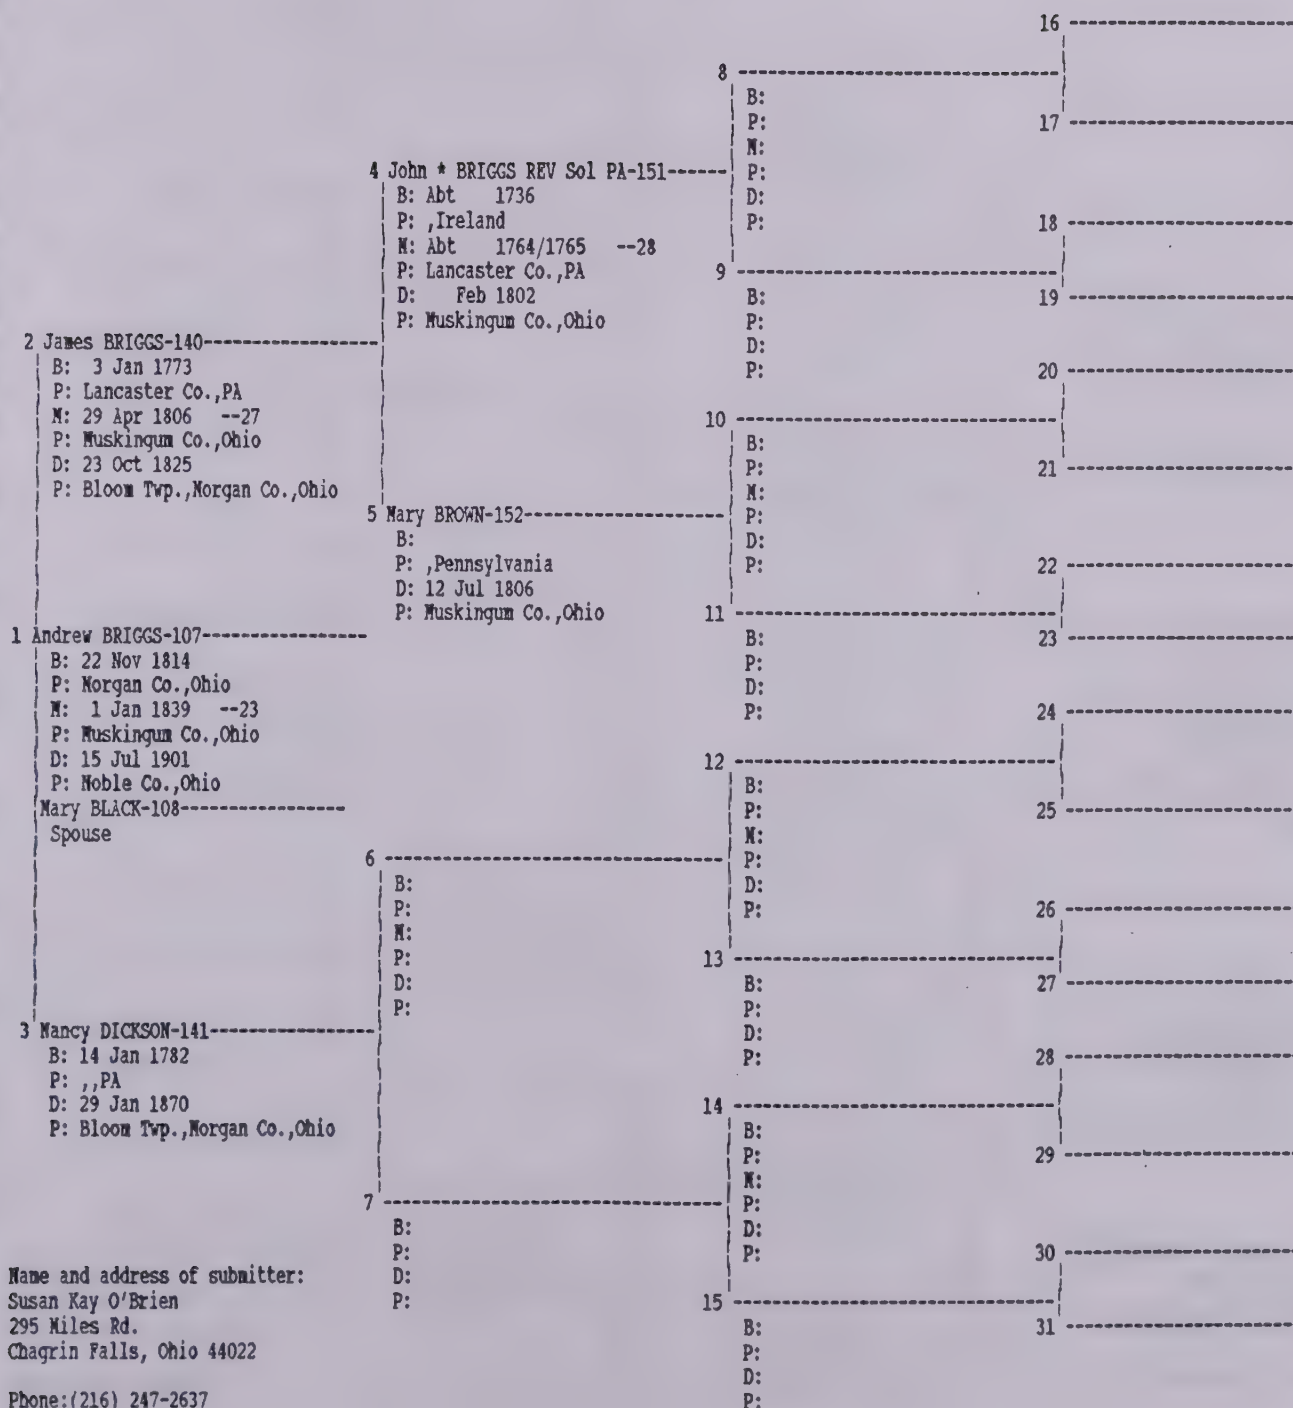 16
8
B:
P:
17
M:
4 John * BRIGGS REV Sol PA-151
P:
B: Abt 1736
D:
P: ,Ireland
P:
18
M: Abt 1764/1765 --28
P: Lancaster Co.,PA
9
D: Feb 1802
B:
19
P: Muskingum Co.,Ohio
P:
2 James BRIGGS-140
D:
B: 3 Jan 1773
P:
20
P: Lancaster Co.,PA
M: 29 Apr 1806 --27
10
P: Muskingum Co.,Ohio
B:
D: 23 Oct 1825
P:
21
P: Bloom Twp.,Morgan Co.,Ohio
M:
5 Mary BROWN-152
P:
B:
D:
P: ,Pennsylvania
P:
22
D: 12 Jul 1806
P: Muskingum Co.,Ohio
11
1 Andrew BRIGGS-107
B:
23
B: 22 Nov 1814
P:
P: Morgan Co.,Ohio
D:
M: 1 Jan 1839 --23
P:
24
P: Muskingum Co.,Ohio
D: 15 Jul 1901
12
P: Noble Co.,Ohio
B:
Mary BLACK-108
P:
25
Spouse
M:
6
P:
B:
D:
P:
P:
26
M:
P:
13
D:
B:
27
P:
P:
3 Nancy DICKSON-141
D:
B: 14 Jan 1782
P:
28
P: ,,PA
D: 29 Jan 1870
14
P: Bloom Twp.,Morgan Co.,Ohio
B:
P:
29
M:
7
P:
B:
D:
P:
P:
30
Name and address of submitter:
D:
Susan Kay O'Brien
P:
15
295 Miles Rd.
B:
31
Chagrin Falls, Ohio 44022
P:
D:
Phone:(216) 247-2637
P: